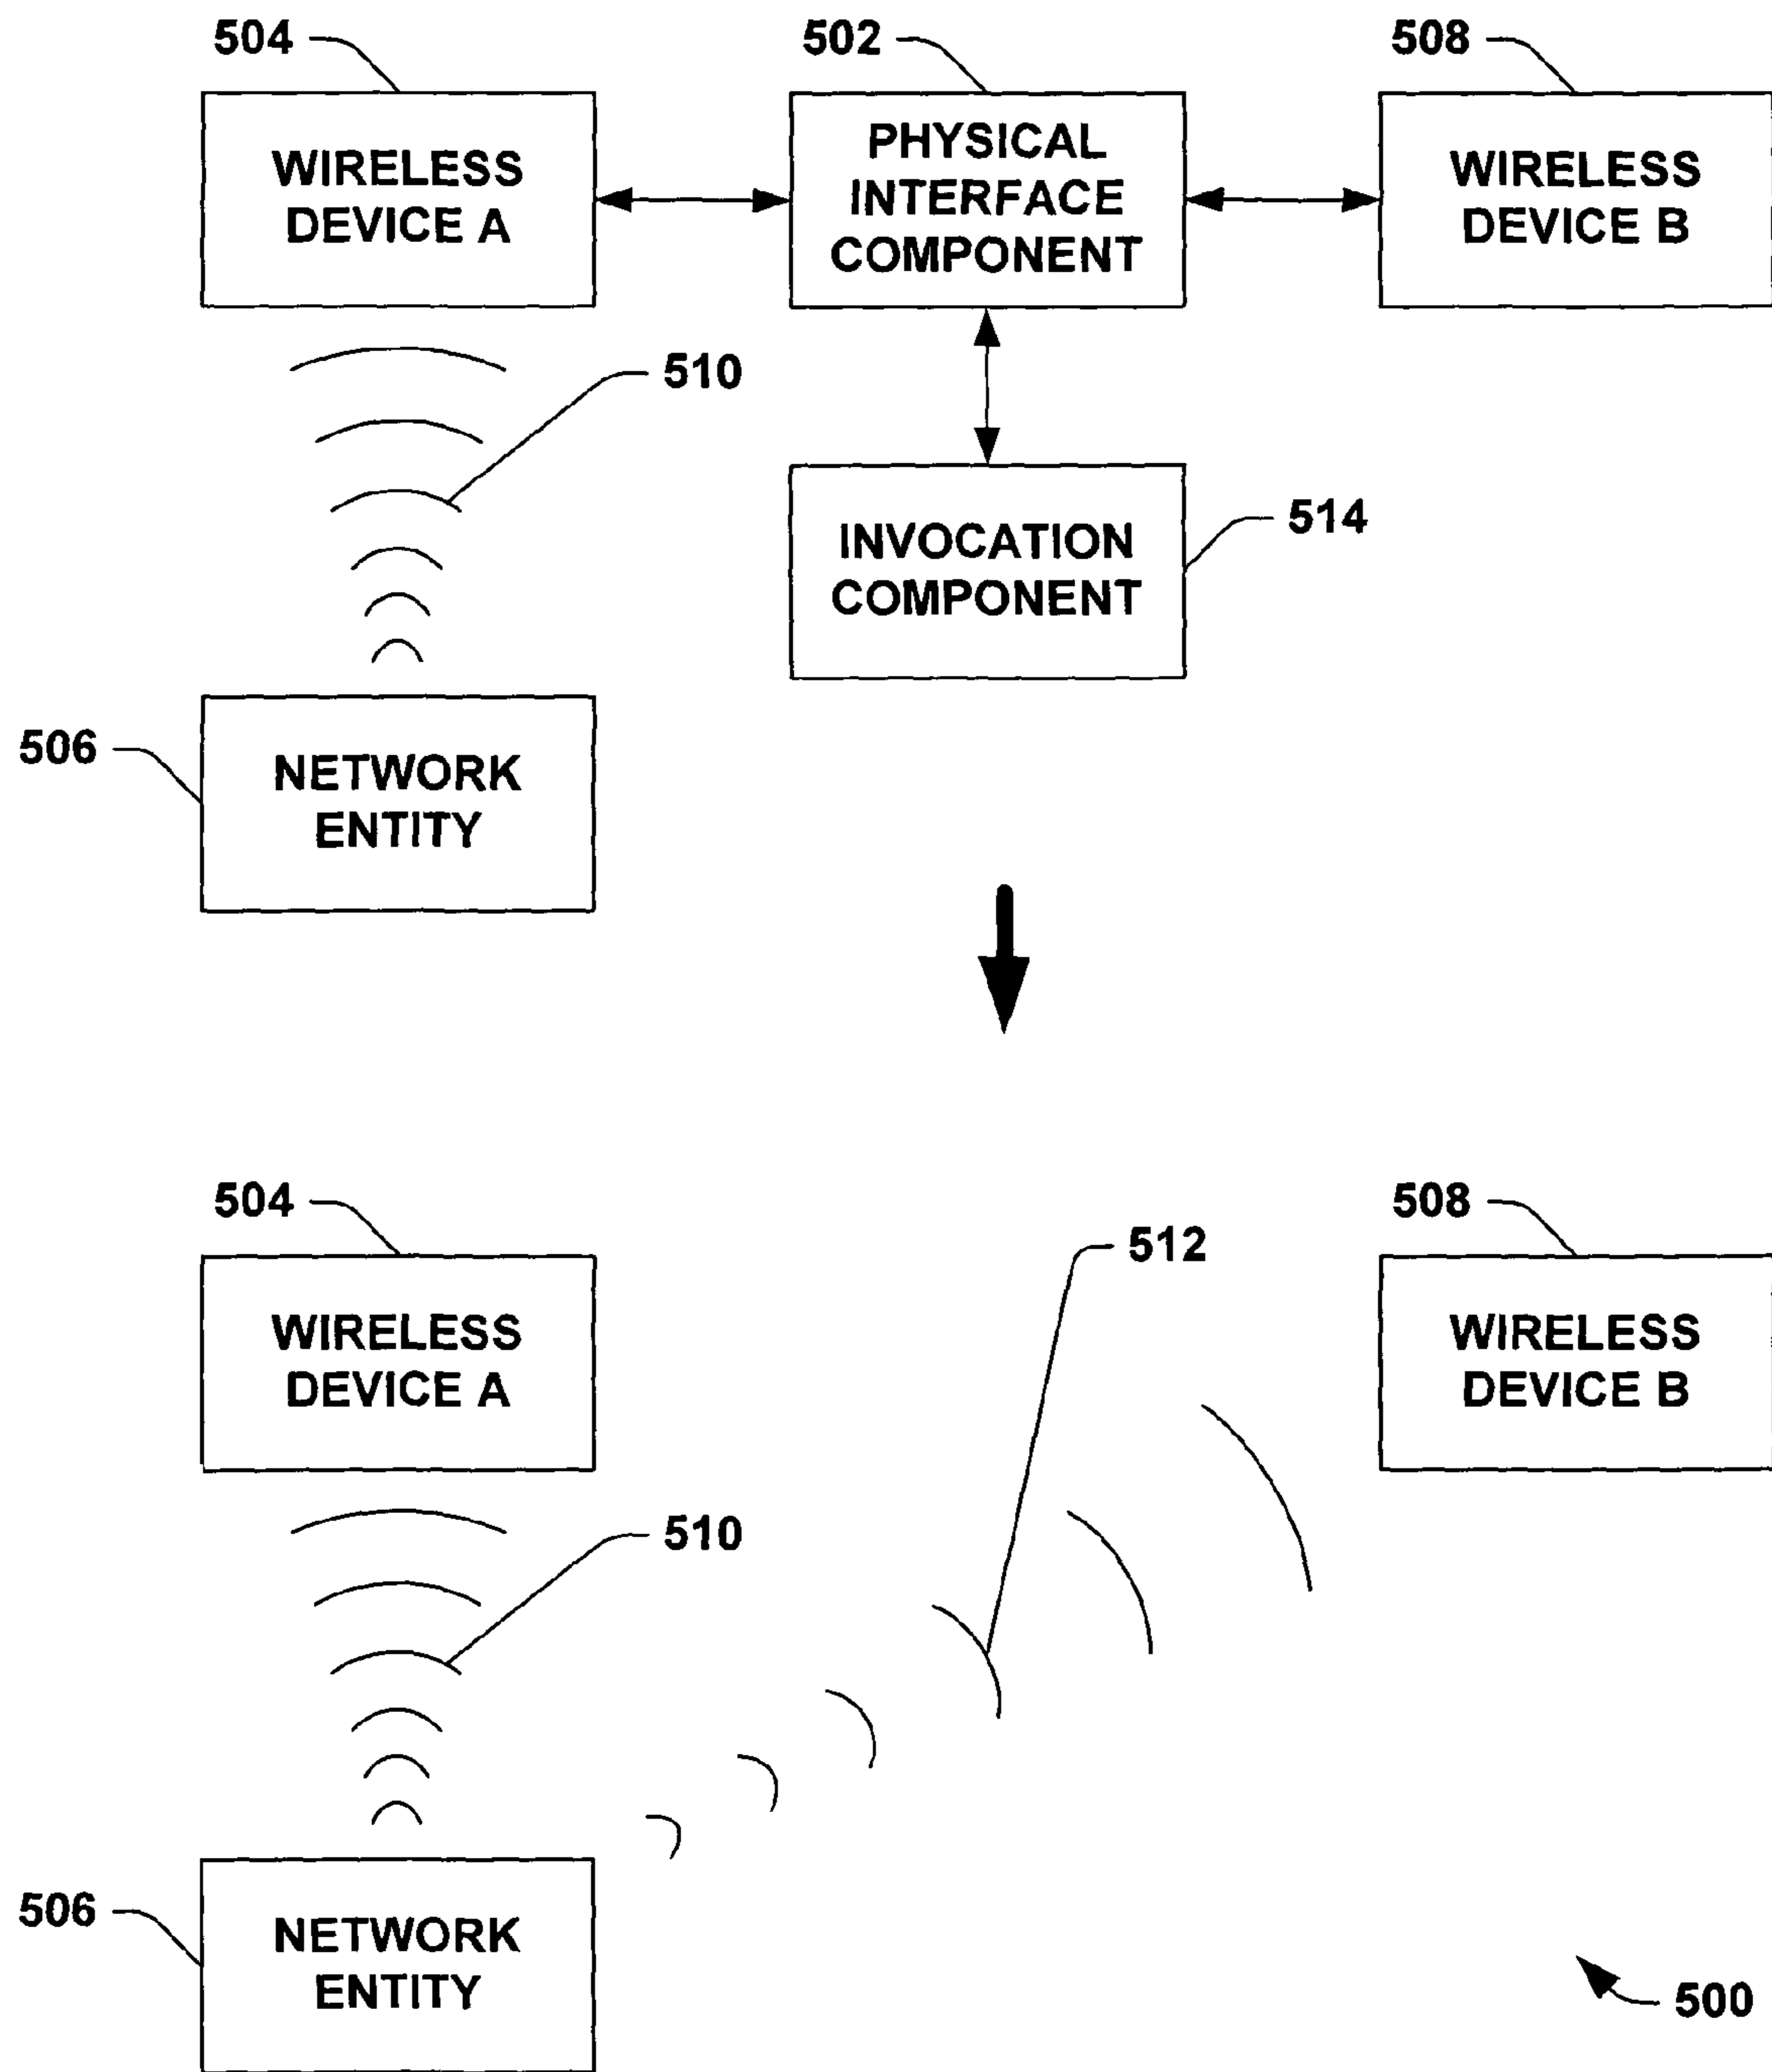 504
502
508
WIRELESS
DEVICE A
PHYSICAL
INTERFACE
COMPONENT
WIRELESS
DEVICE B
510
INVOCATION
COMPONENT
514
506
NETWORK
ENTITY
504
508
512
WIRELESS
DEVICE A
WIRELESS
DEVICE B
510
506
NETWORK
ENTITY
500